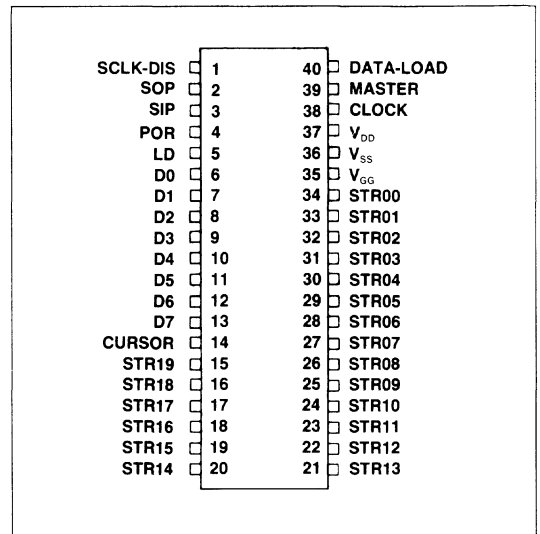 SCLK-DIS 1 40 DATA-LOAD
SOP 2 39 MASTER
SIP 3 38 CLOCK
POR 4 37 V_DD
LD 5 36 V_SS
D0 6 35 V_GG
D1 7 34 STR00
D2 8 33 STR01
D3 9 32 STR02
D4 10 31 STR03
D5 11 30 STR04
D6 12 29 STR05
D7 13 28 STR06
CURSOR 14 27 STR07
STR19 15 26 STR08
STR18 16 25 STR09
STR17 17 24 STR10
STR16 18 23 STR11
STR15 19 22 STR12
STR14 20 21 STR13